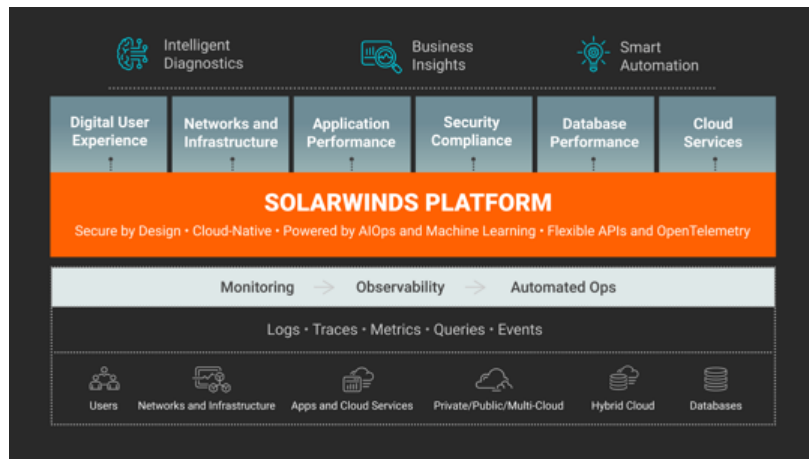 Intelligent
Diagnostics
Business
Insights
Smart
Automation
Digital User
Experience
Networks and
Infrastructure
Application
Performance
Security
Compliance
Database
Performance
Cloud
Services
SOLARWINDS PLATFORM
Secure by Design • Cloud-Native • Powered by AIOps and Machine Learning • Flexible APIs and OpenTelemetry
Monitoring → Observability → Automated Ops
Logs • Traces • Metrics • Queries • Events
Users
Networks and Infrastructure
Apps and Cloud Services
Private/Public/Multi-Cloud
Hybrid Cloud
Databases